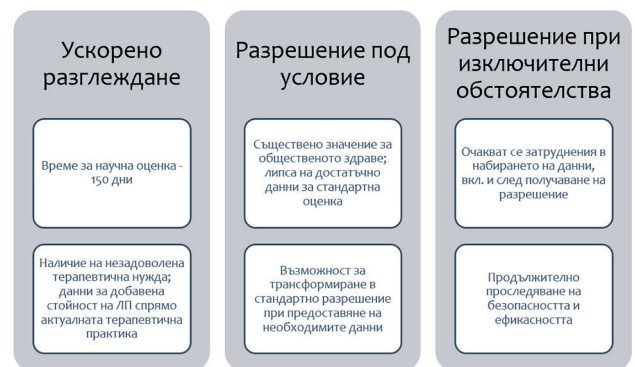 Ускорено
разглеждане
Време за научна оценка -
150 дни
Наличие на незадоволена
терапевтична нужда;
данни за добавена
стойност на ЛП спрямо
актуалната терапевтична
практика
Разрешение под
условие
Съществено значение за
общественото здраве;
липса на достатъчно
данни за стандартна
оценка
Възможност за
трансформиране в
стандартно разрешение
при предоставяне на
необходимите данни
Разрешение при
изключителни
обстоятелства
Очакват се затруднения в
набирането на данни,
вкл. и след получаване на
разрешение
Продължително
проследяване на
безопасността и
ефикасността